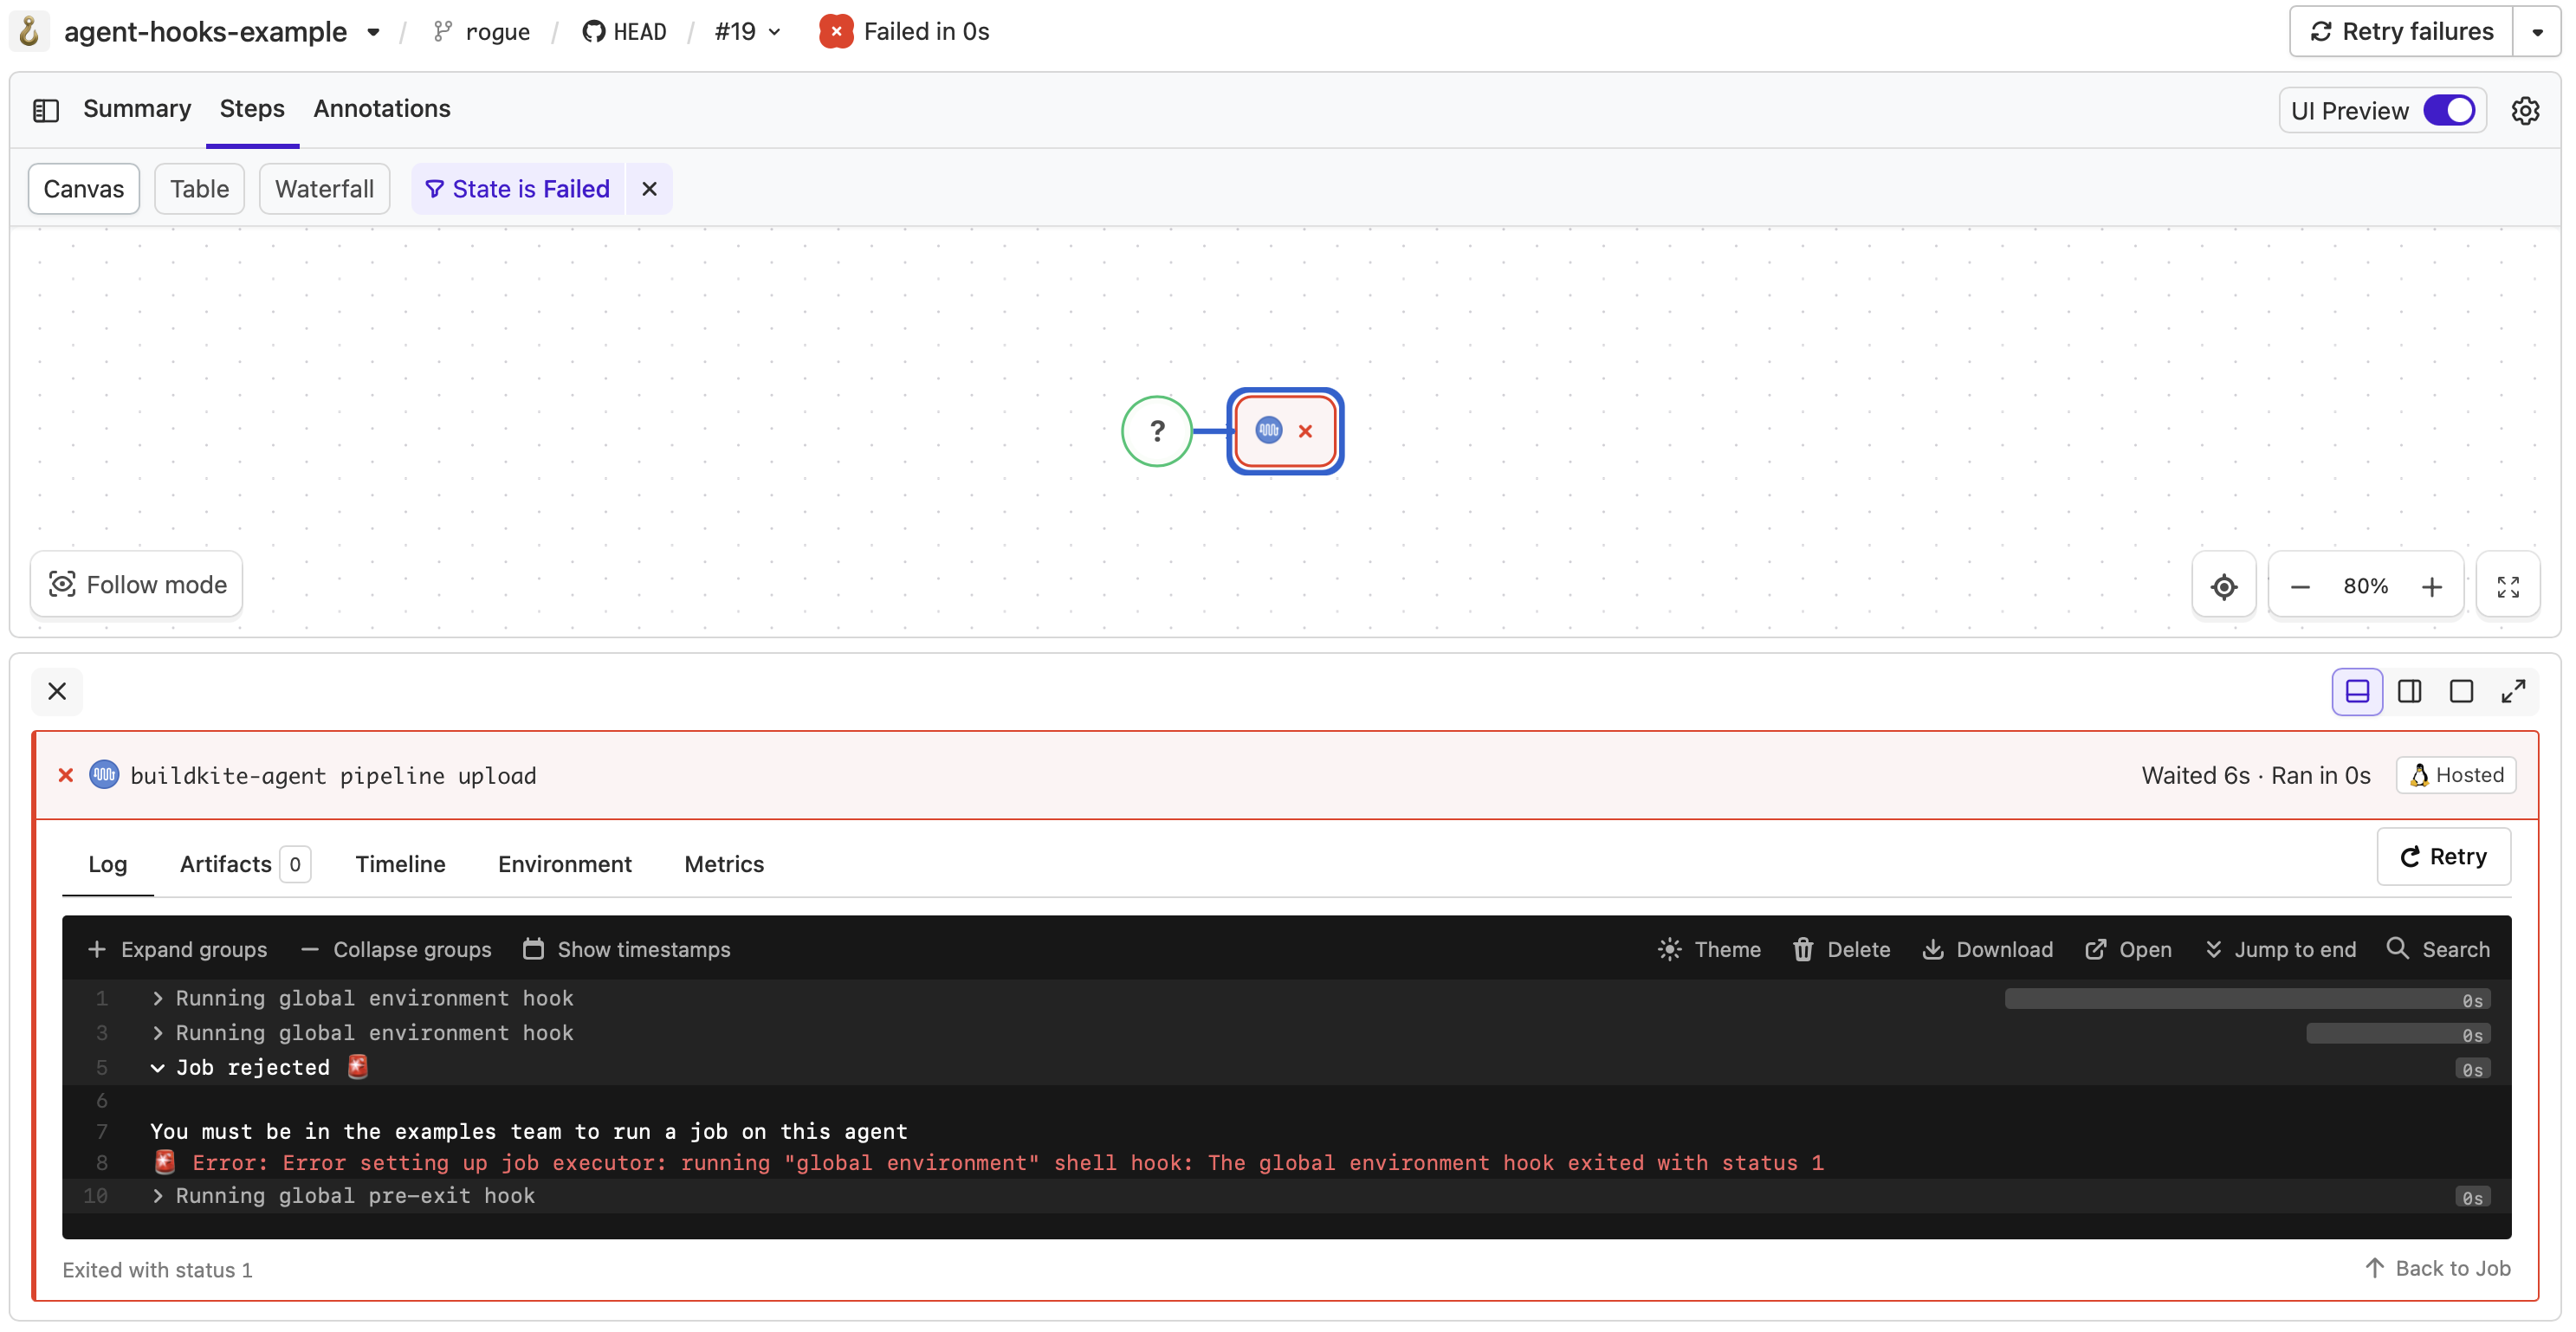 agent-hooks-example / rogue / HEAD / #19 Failed in 0s Retry failures
Summary Steps Annotations UI Preview
Canvas Table Waterfall State is Failed
?
Follow mode 80%
buildkite-agent pipeline upload Waited 6s · Ran in 0s Hosted
Log Artifacts 0 Timeline Environment Metrics Retry
Expand groups Collapse groups Show timestamps Theme Delete Download Open Jump to end Search
1 Running global environment hook 0s
3 Running global environment hook 0s
5 Job rejected 🚨 0s
6
7 You must be in the examples team to run a job on this agent
8 🚨 Error: Error setting up job executor: running "global environment" shell hook: The global environment hook exited with status 1
10 Running global pre-exit hook 0s
Exited with status 1 Back to Job